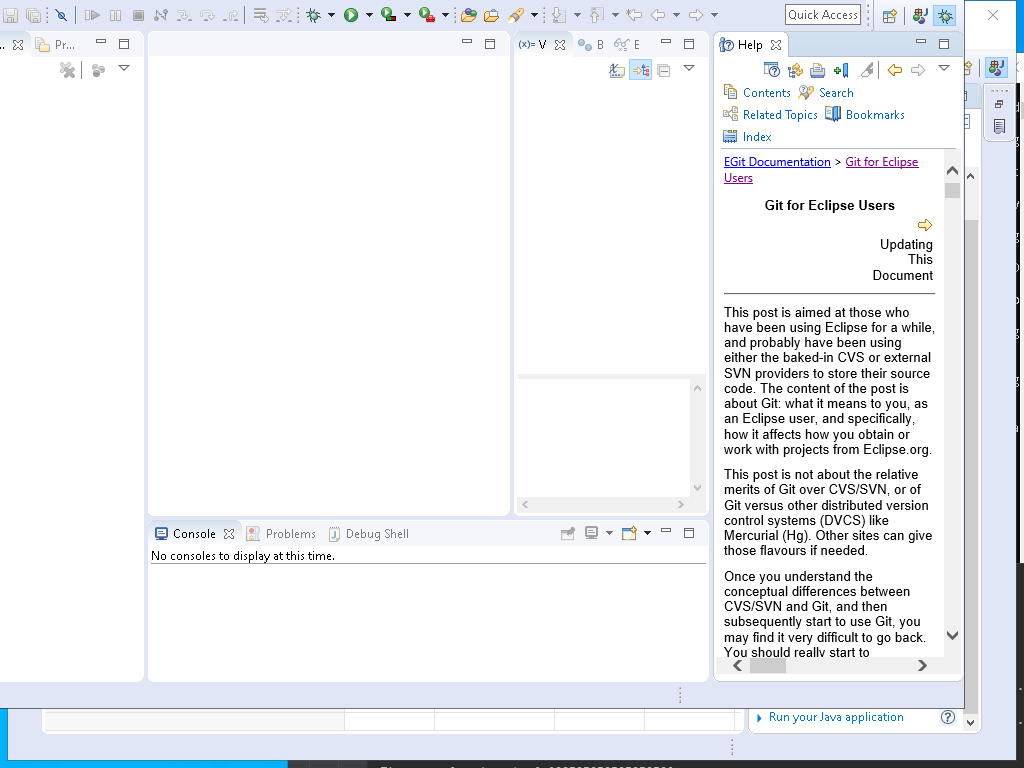 Quick Access
Pr...
(x)= V
B
E
Help
Contents
Search
Related Topics
Bookmarks
Index
EGit Documentation > Git for Eclipse
Users
Git for Eclipse Users
Updating
This
Document
This post is aimed at those who
have been using Eclipse for a while,
and probably have been using
either the baked-in CVS or external
SVN providers to store their source
code. The content of the post is
about Git: what it means to you, as
an Eclipse user, and specifically,
how it affects how you obtain or
work with projects from Eclipse.org.
This post is not about the relative
merits of Git over CVS/SVN, or of
Git versus other distributed version
control systems (DVCS) like
Mercurial (Hg). Other sites can give
those flavours if needed.
Once you understand the
conceptual differences between
CVS/SVN and Git, and then
subsequently start to use Git, you
may find it very difficult to go back.
You should really start to
Console
Problems
Debug Shell
No consoles to display at this time.
Run your Java application